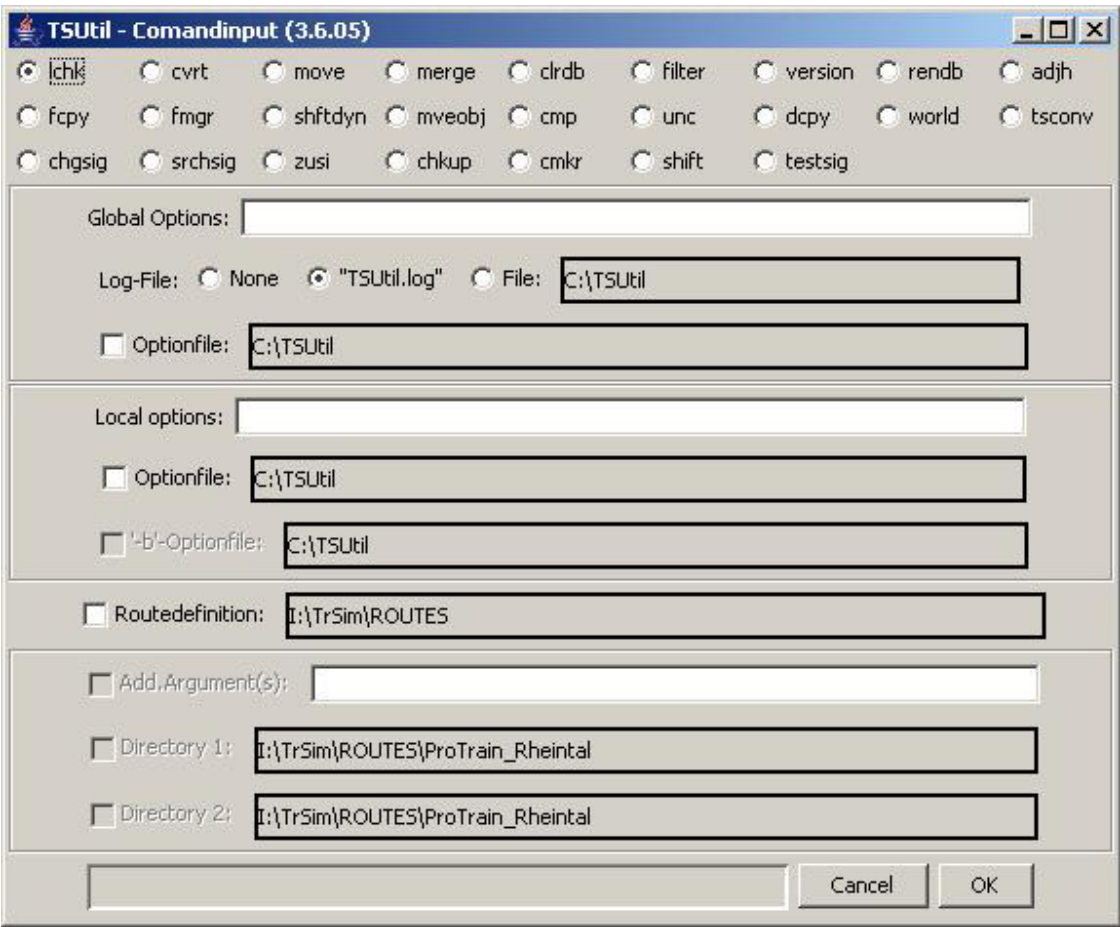 TSUtil - Comandinput (3.6.05)
lchk cvrt move merge clrdb filter version rendb adjh
fcpy fmgr shftdyn mveobj cmp unc dcpy world tsconv
chgsig srchsig zusi chkup cmkr shift testsig
Global Options:
Log-File: None "TSUtil.log" File: C:\TSUtil
Optionfile: C:\TSUtil
Local options:
Optionfile: C:\TSUtil
'-b'-Optionfile: C:\TSUtil
Routedefinition: I:\TrSim\ROUTES
Add.Argument(s):
Directory 1: I:\TrSim\ROUTES\ProTrain_Rheintal
Directory 2: I:\TrSim\ROUTES\ProTrain_Rheintal
Cancel OK